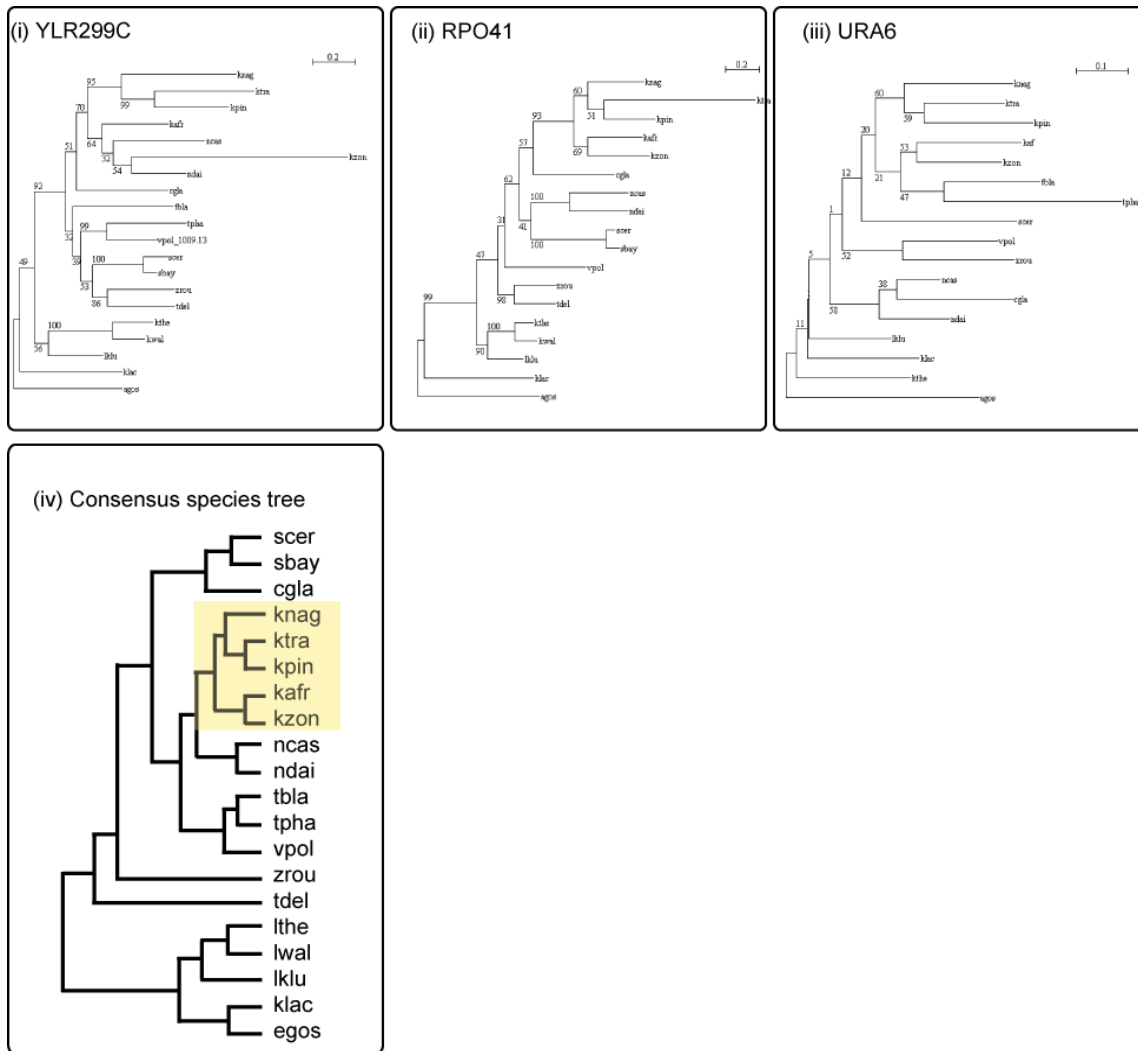 (i) YLR299C
0.2
knag
95
ktra
99
kpin
70
kafr
64
ncas
32
kzon
54
ndai
51
cgla
92
tbla
32
tpha
99
vpol_1009.13
scer
100
sbay
53
zrou
86
tdel
49
kthe
100
kwal
56
lklu
klac
agos
(ii) RPO41
0.2
knag
60
ktra
51
kpin
93
kafr
69
kzon
57
cgla
62
ncas
100
ndai
41
scer
100
sbay
31
vpol
47
zrou
98
tdel
kthe
100
kwal
90
lklu
99
klac
agos
(iii) URA6
0.1
knag
60
ktra
59
kpin
20
kaf
53
kzon
21
tbla
47
tpha
12
scer
1
vpol
52
zrou
5
ncas
38
cgla
58
ndai
11
lklu
klac
kthe
agos
(iv) Consensus species tree
scer
sbay
cgla
knag
ktra
kpin
kafr
kzon
ncas
ndai
tbla
tpha
vpol
zrou
tdel
lthe
lwal
lklu
klac
egos